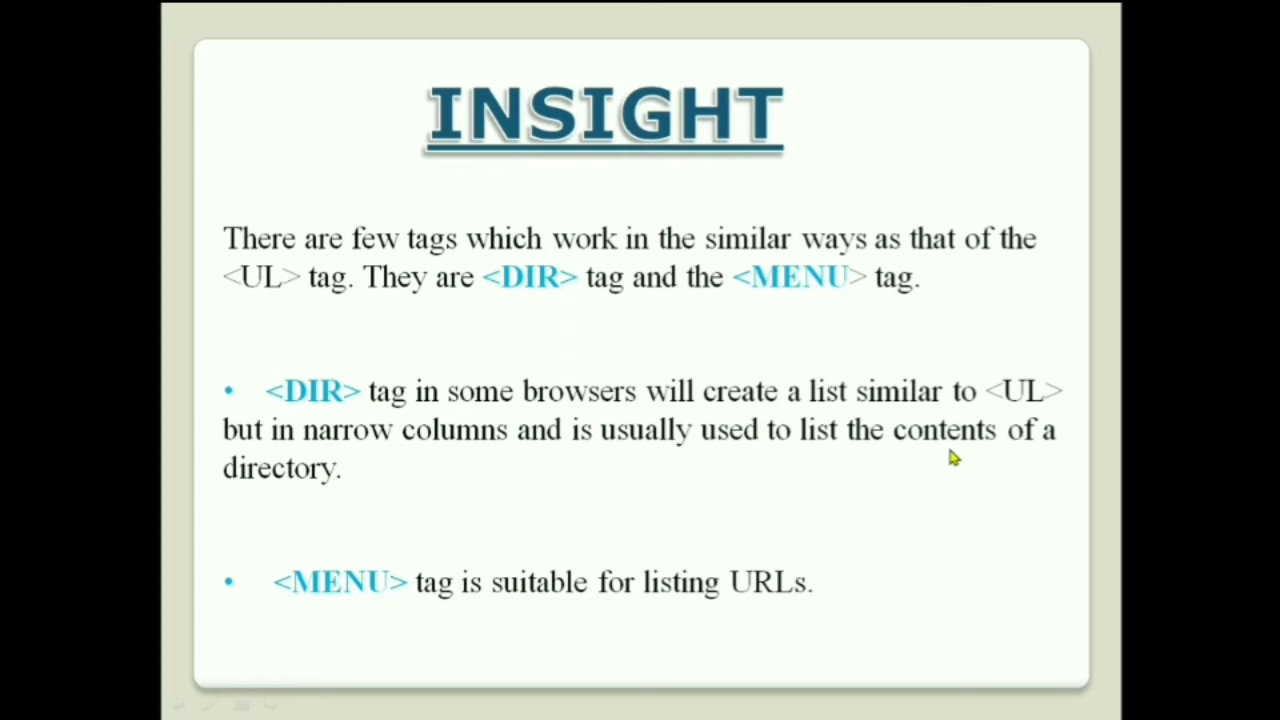 INSIGHT
There are few tags which work in the similar ways as that of the
<UL> tag. They are <DIR> tag and the <MENU> tag.
• <DIR> tag in some browsers will create a list similar to <UL>
but in narrow columns and is usually used to list the contents of a
directory.
• <MENU> tag is suitable for listing URLs.